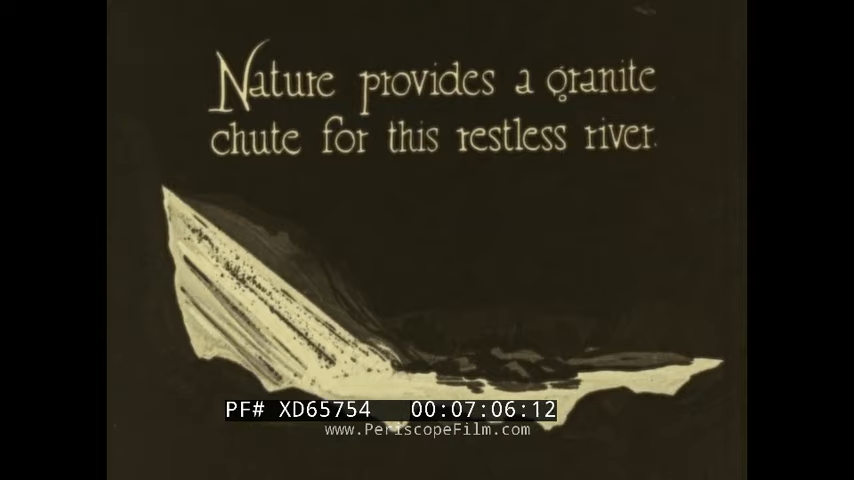 Nature provides a granite
chute for this restless river.
PF# XD65754 00:07:06:12
www.PeriscopeFilm.com